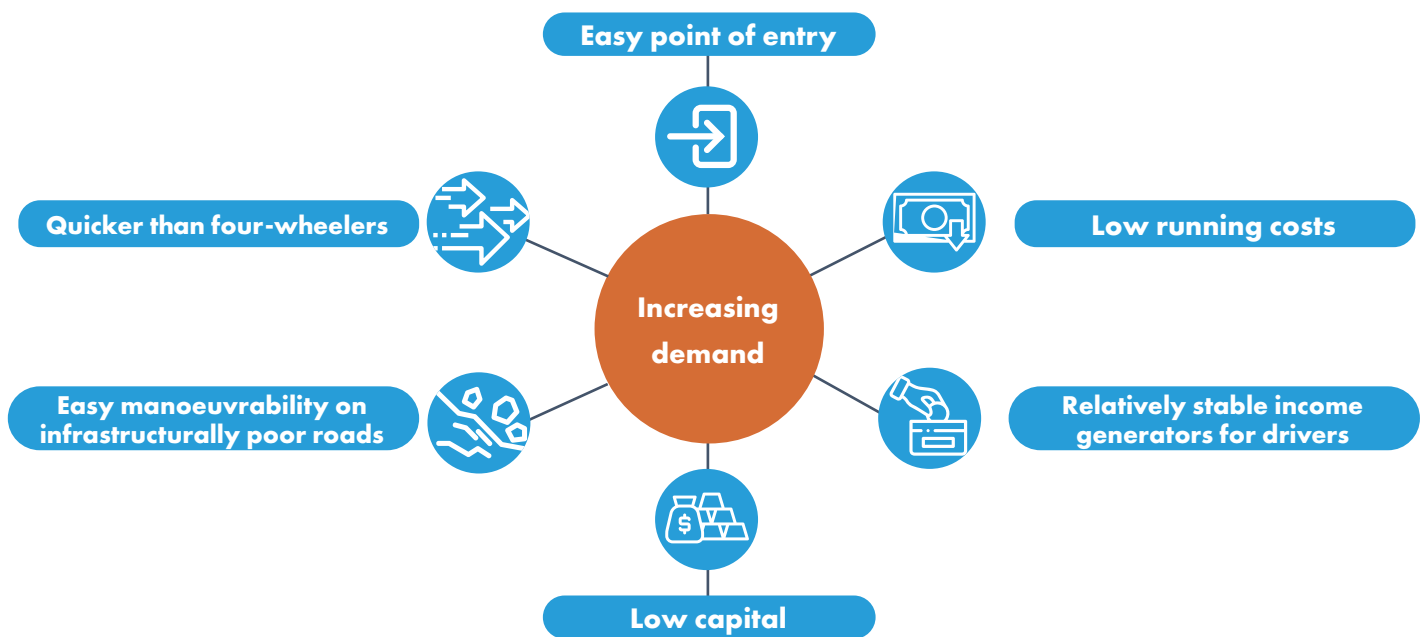 Easy point of entry
Quicker than four-wheelers
Low running costs
Increasing
demand
Easy manoeuvrability on
infrastructurally poor roads
Relatively stable income
generators for drivers
$
Low capital